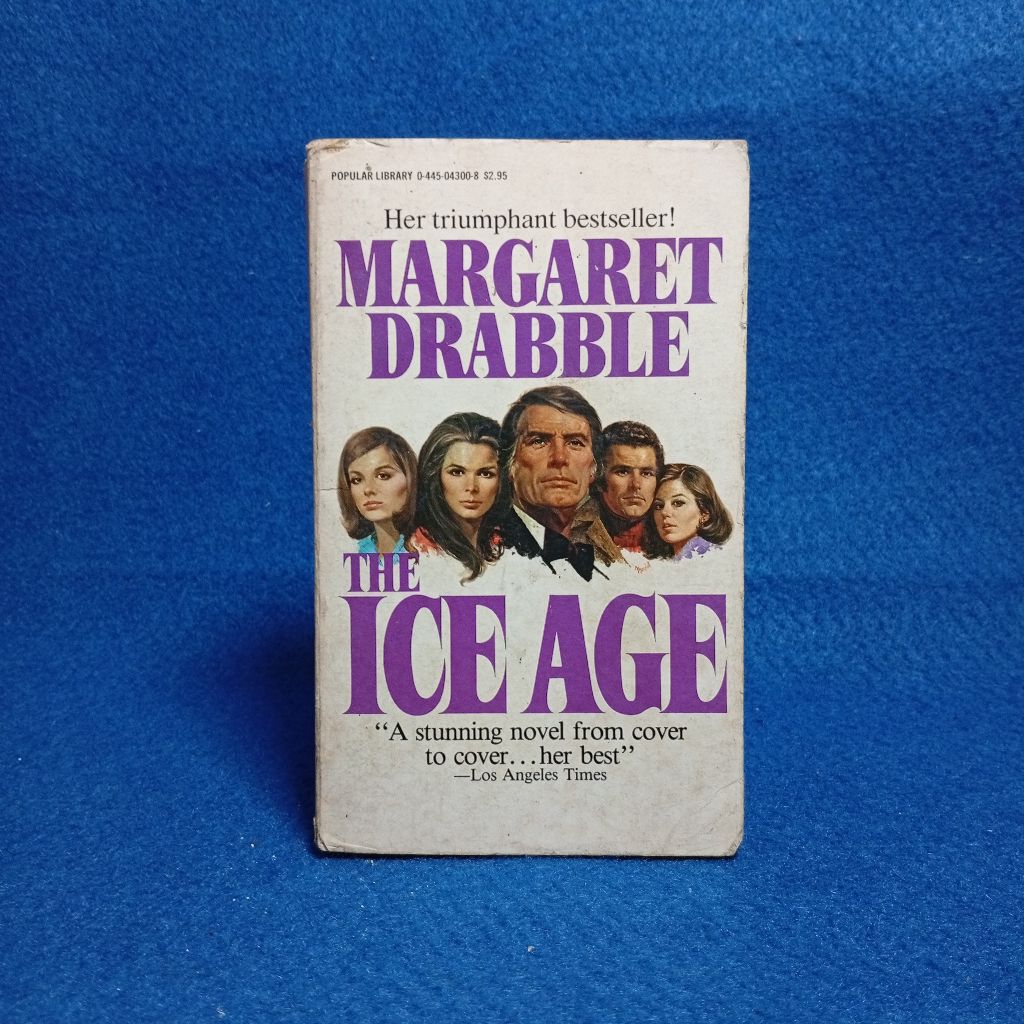 POPULAR LIBRARY 0-445-04300-8 $2.95
Her triumphant bestseller!
MARGARET
DRABBLE
THE
ICE AGE
“A stunning novel from cover
to cover...her best”
—Los Angeles Times